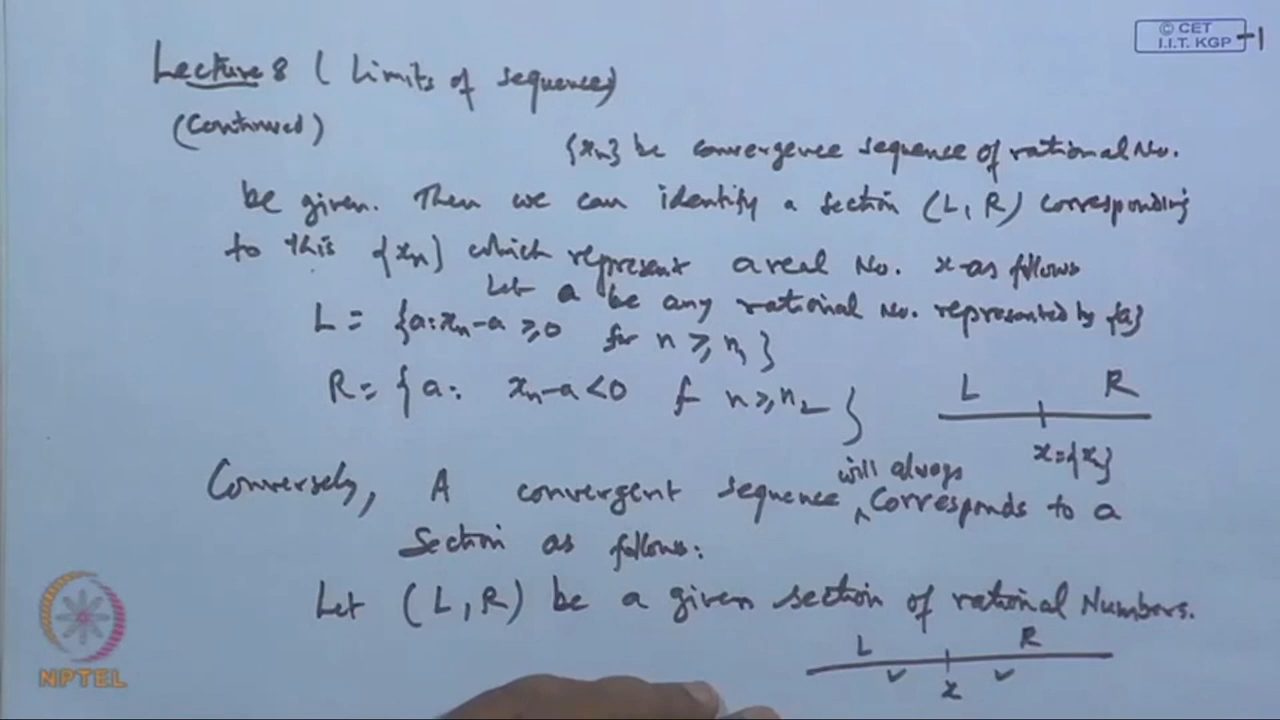 © CET
I.I.T. KGP
-1
Lecture 8 ( Limits of sequences)
(Continued)
{xn} be convergence sequence of rational No.
be given. Then we can identify a section (L, R) corresponding
to this {xn} which represent a real No. x as follows
Let a be any rational No. represented by {a}
L = {a: xn-a ≥ 0 for n ≥ n1}
R = { a: xn-a < 0 f n ≥ n2 }
L R
x={xn}
Conversely, A convergent sequence will always corresponds to a
Section as follows:
Let (L, R) be a given section of rational Numbers.
L R
x
NPTEL